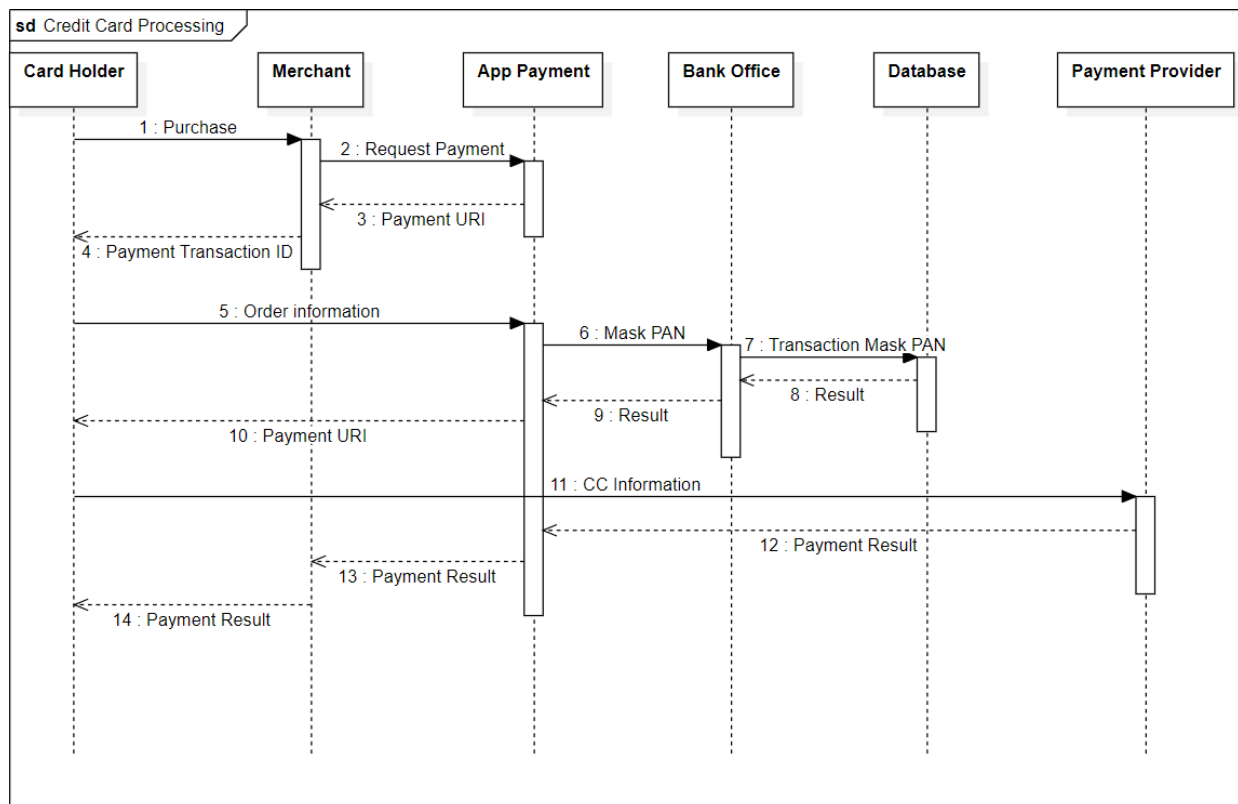 sd Credit Card Processing
Card Holder
Merchant
App Payment
Bank Office
Database
Payment Provider
1 : Purchase
2 : Request Payment
3 : Payment URI
4 : Payment Transaction ID
5 : Order information
6 : Mask PAN
7 : Transaction Mask PAN
8 : Result
9 : Result
10 : Payment URI
11 : CC Information
12 : Payment Result
13 : Payment Result
14 : Payment Result